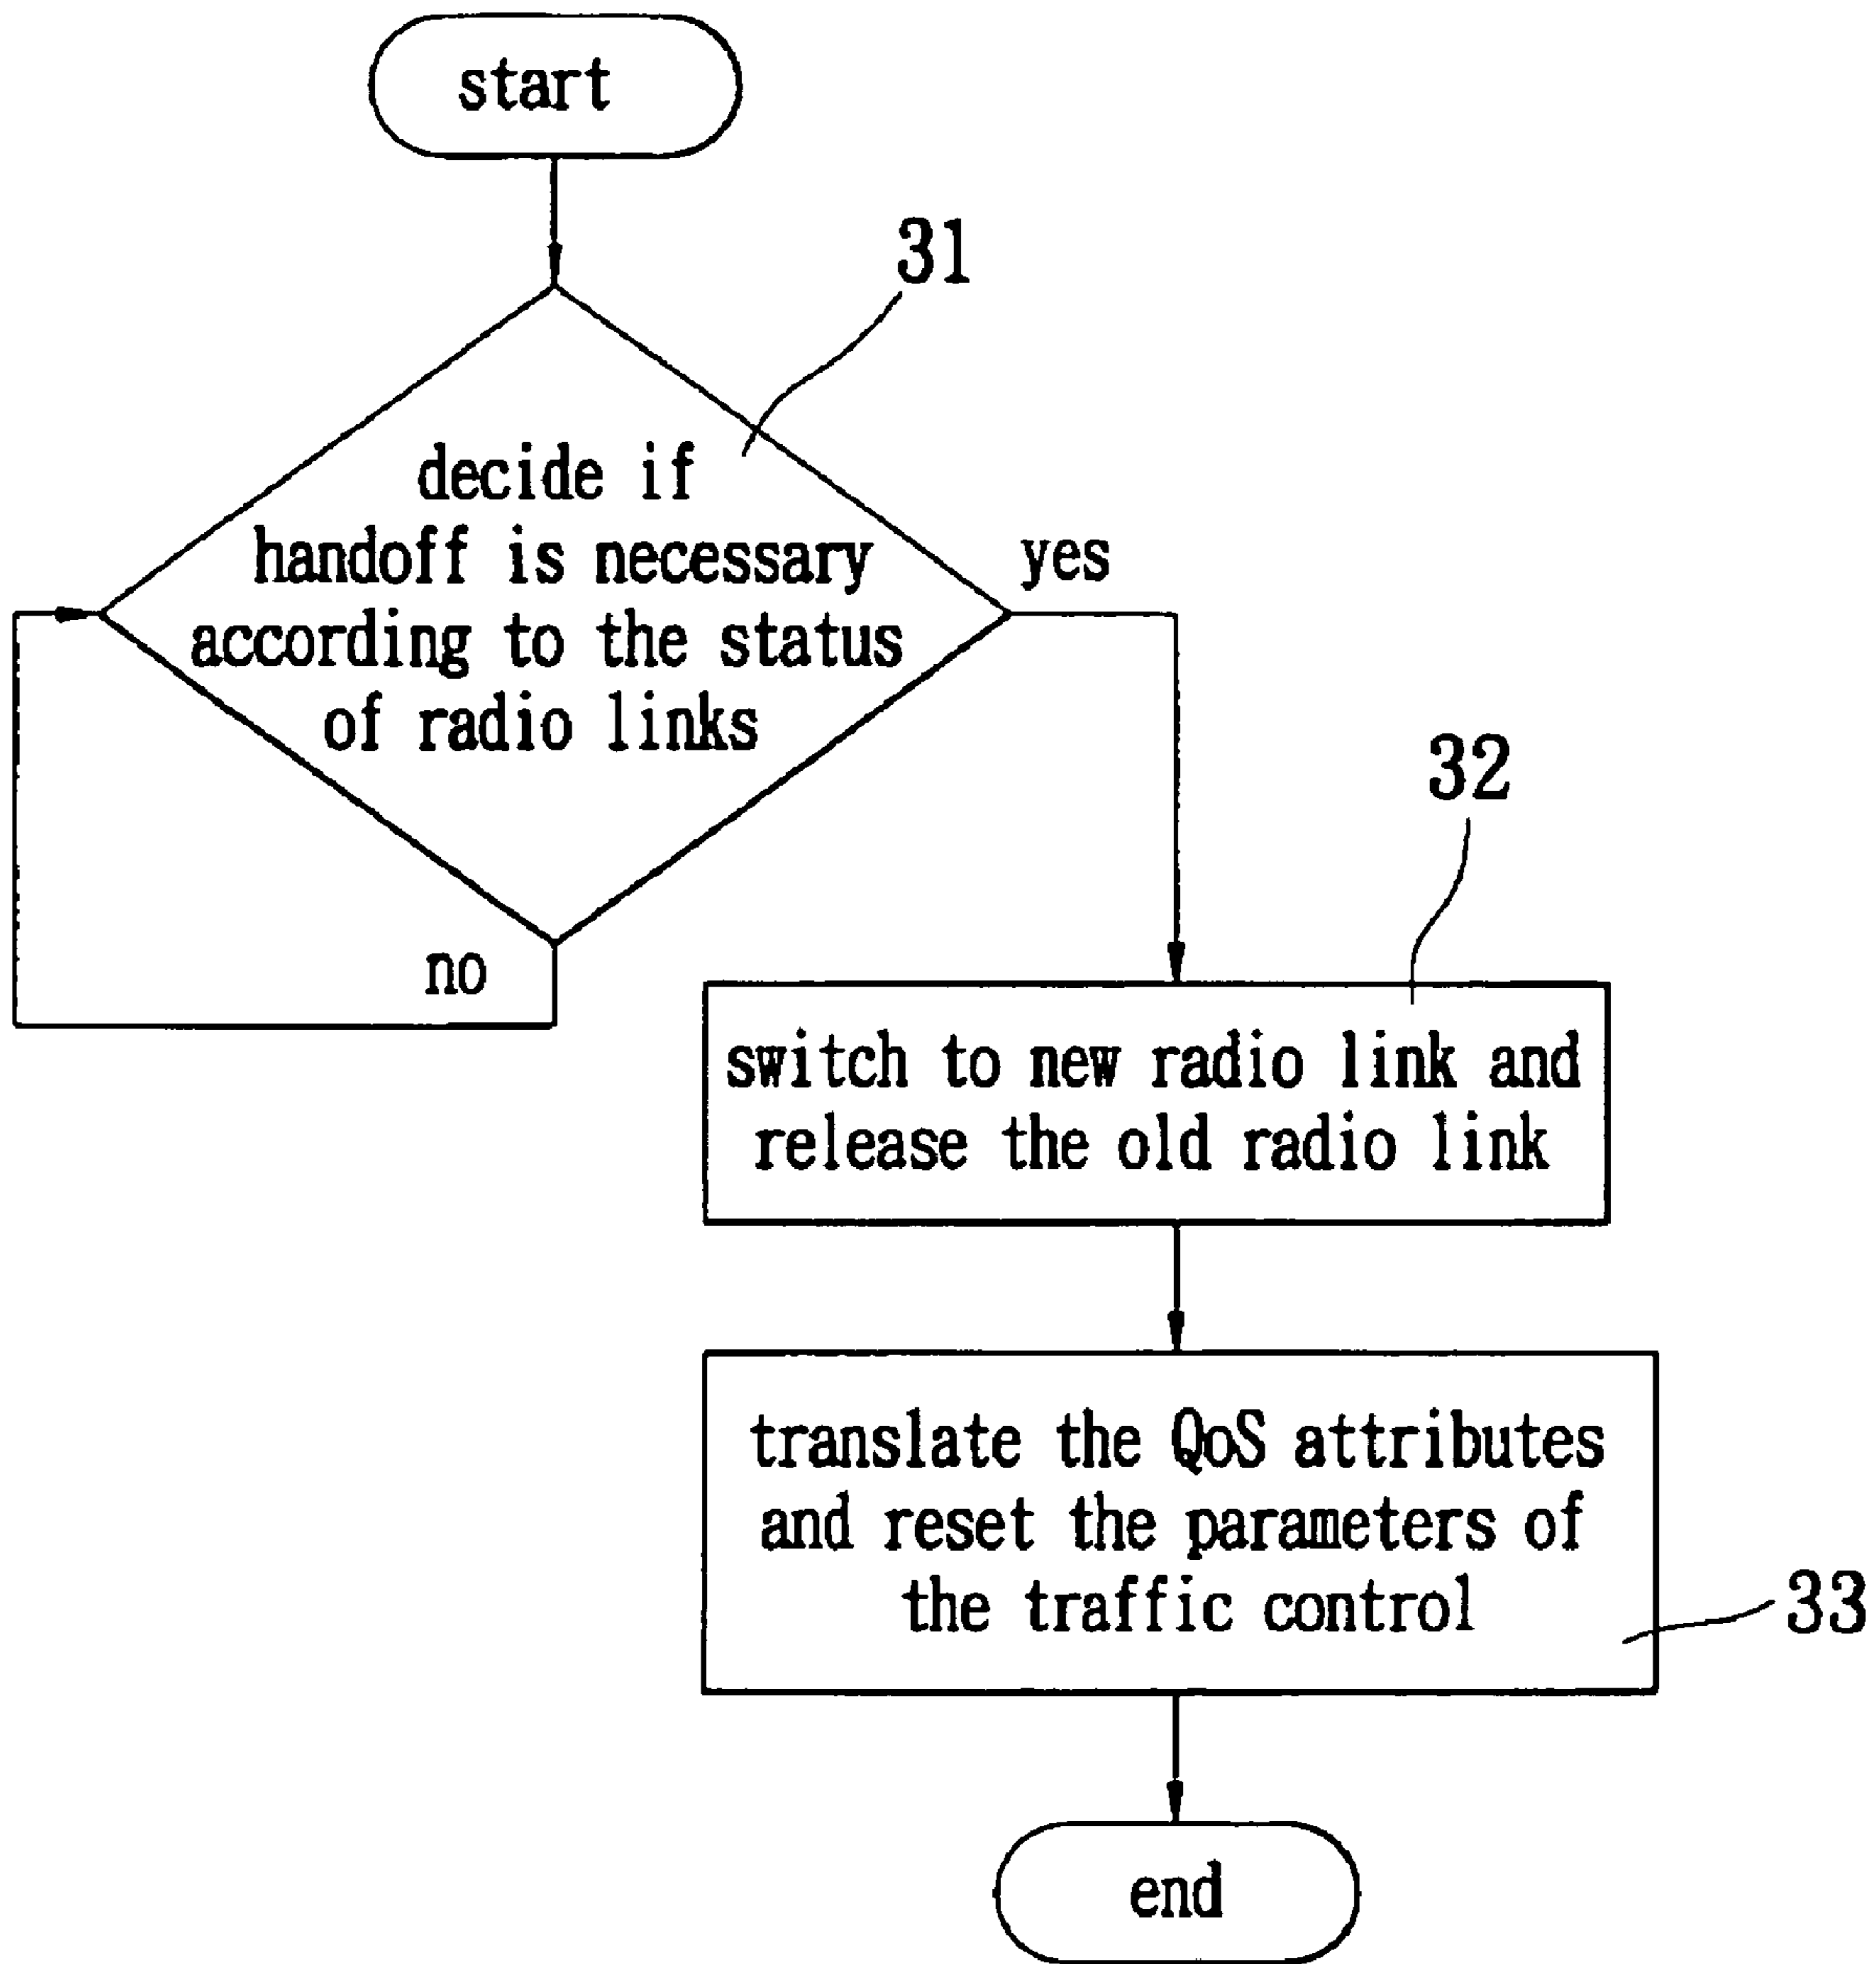 start
31
decide if
handoff is necessary
according to the status
of radio links
yes
no
32
switch to new radio link and
release the old radio link
translate the QoS attributes
and reset the parameters of
the traffic control
33
end